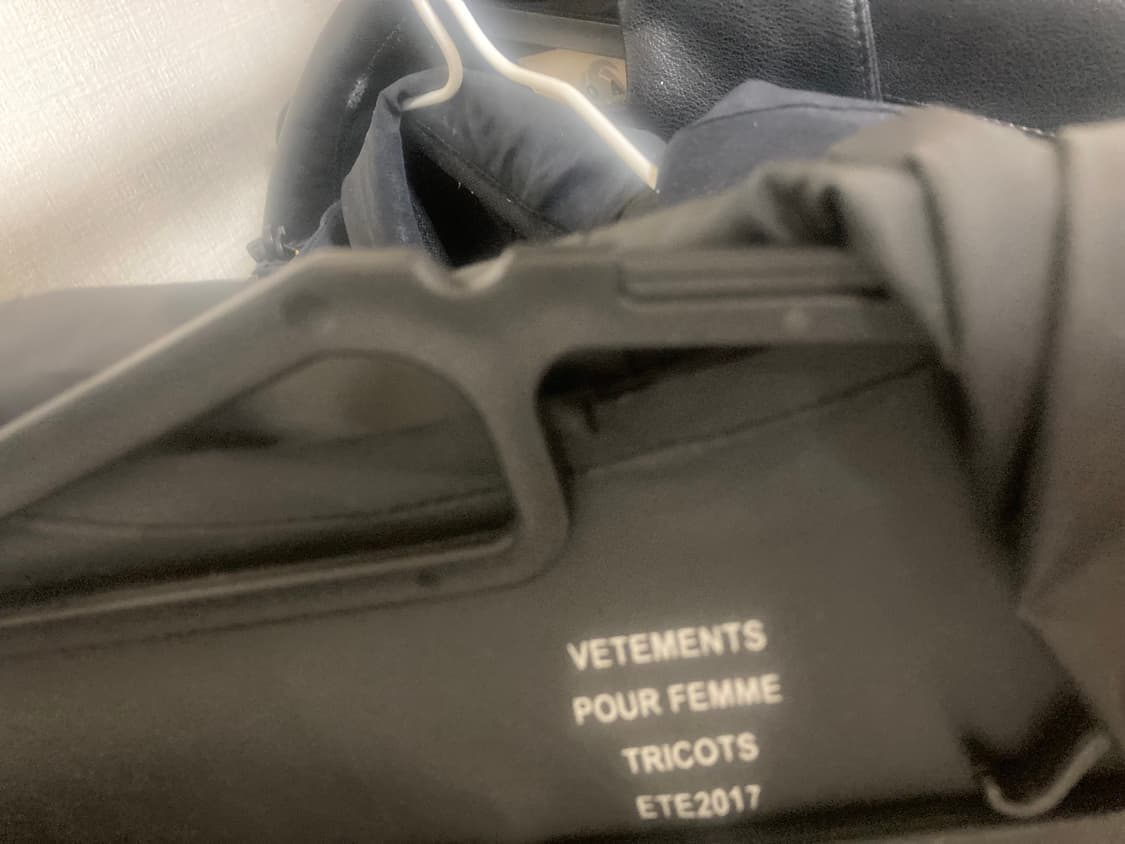 VETEMENTS
POUR FEMME
TRICOTS
ETE2017